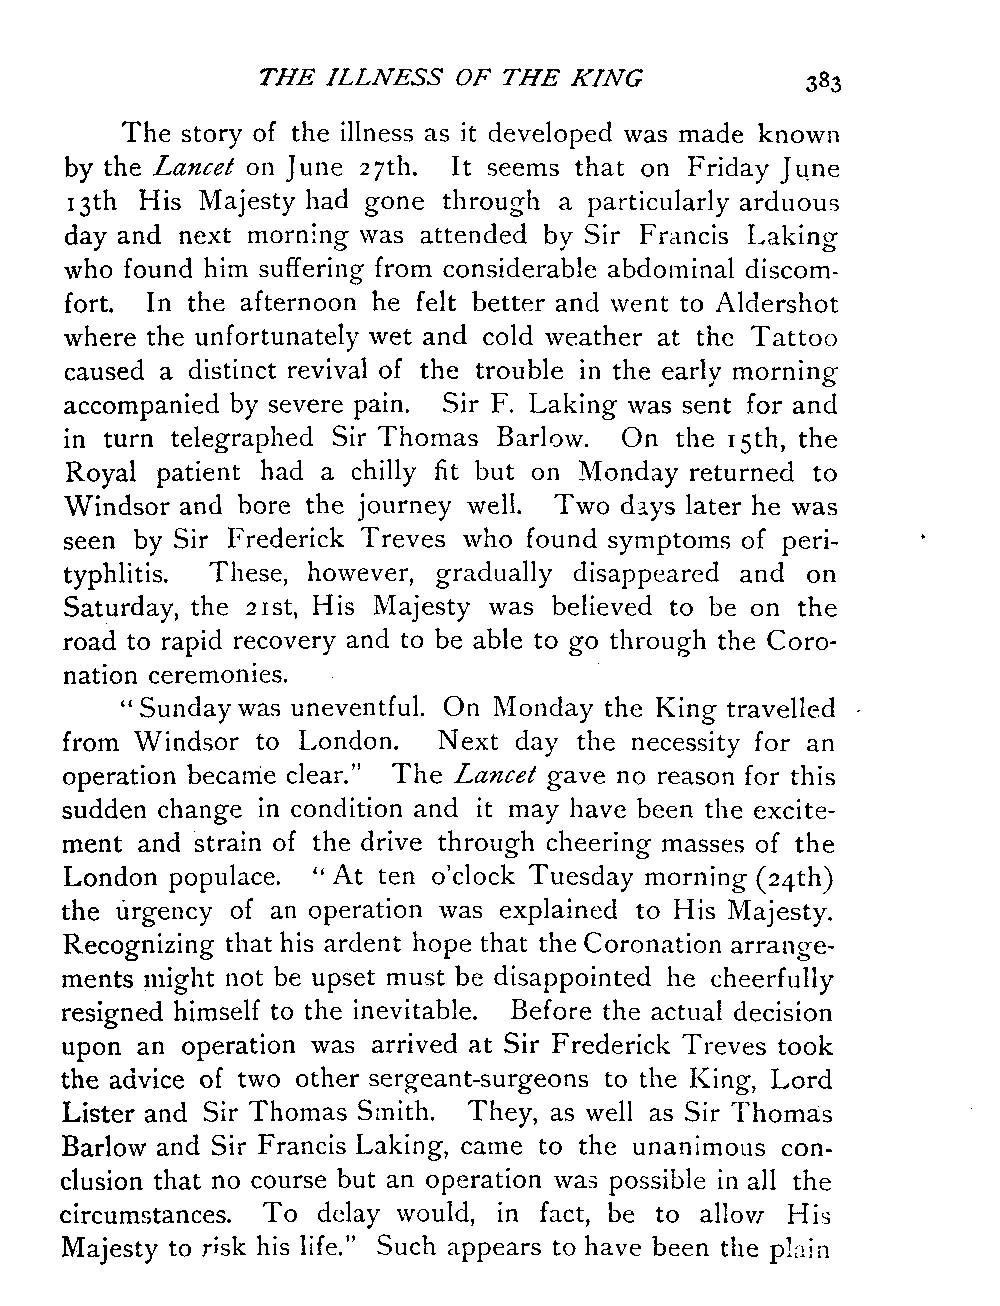 THE ILLNESS OF THE KING 383
The story of the illness as it developed was made known
by the Lancet on June 27th. It seems that on Friday June
13th His Majesty had gone through a particularly arduous
day and next morning was attended by Sir Francis Laking
who found him suffering from considerable abdominal discom-
fort. In the afternoon he felt better and went to Aldershot
where the unfortunately wet and cold weather at the Tattoo
caused a distinct revival of the trouble in the early morning
accompanied by severe pain. Sir F. Laking was sent for and
in turn telegraphed Sir Thomas Barlow. On the 15th, the
Royal patient had a chilly fit but on Monday returned to
Windsor and bore the journey well. Two days later he was
seen by Sir Frederick Treves who found symptoms of peri-
typhlitis. These, however, gradually disappeared and on
Saturday, the 21st, His Majesty was believed to be on the
road to rapid recovery and to be able to go through the Coro-
nation ceremonies.
“Sunday was uneventful. On Monday the King travelled
from Windsor to London. Next day the necessity for an
operation became clear.” The Lancet gave no reason for this
sudden change in condition and it may have been the excite-
ment and strain of the drive through cheering masses of the
London populace. “At ten o'clock Tuesday morning (24th)
the urgency of an operation was explained to His Majesty.
Recognizing that his ardent hope that the Coronation arrange-
ments might not be upset must be disappointed he cheerfully
resigned himself to the inevitable. Before the actual decision
upon an operation was arrived at Sir Frederick Treves took
the advice of two other sergeant-surgeons to the King, Lord
Lister and Sir Thomas Smith. They, as well as Sir Thomas
Barlow and Sir Francis Laking, came to the unanimous con-
clusion that no course but an operation was possible in all the
circumstances. To delay would, in fact, be to allow His
Majesty to risk his life.” Such appears to have been the plain